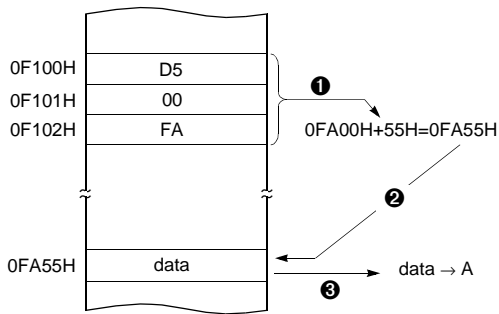 0F100H D5
0F101H 00
0F102H FA
❶
0FA00H+55H=0FA55H
❷
0FA55H data
❸
data → A